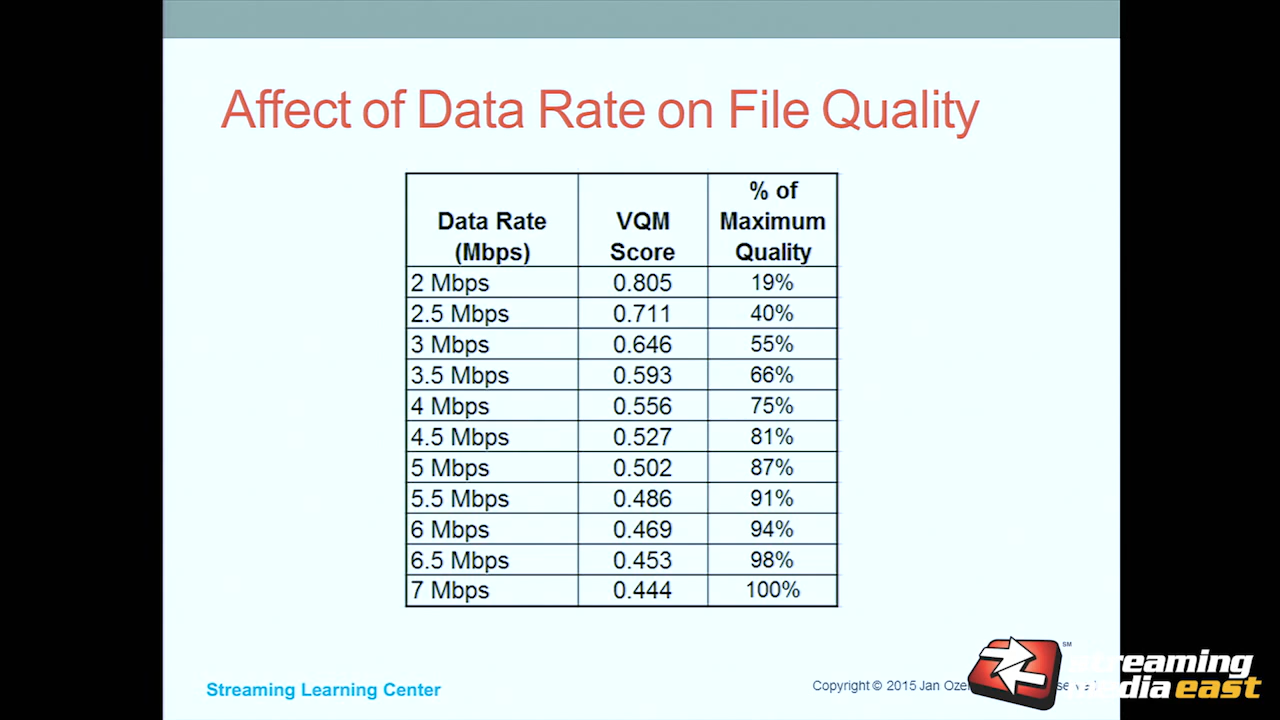 Affect of Data Rate on File Quality
Data Rate (Mbps) VQM Score % of Maximum Quality
2 Mbps 0.805 19%
2.5 Mbps 0.711 40%
3 Mbps 0.646 55%
3.5 Mbps 0.593 66%
4 Mbps 0.556 75%
4.5 Mbps 0.527 81%
5 Mbps 0.502 87%
5.5 Mbps 0.486 91%
6 Mbps 0.469 94%
6.5 Mbps 0.453 98%
7 Mbps 0.444 100%
Streaming Learning Center
Copyright © 2015 Jan
SM
streaming
media east